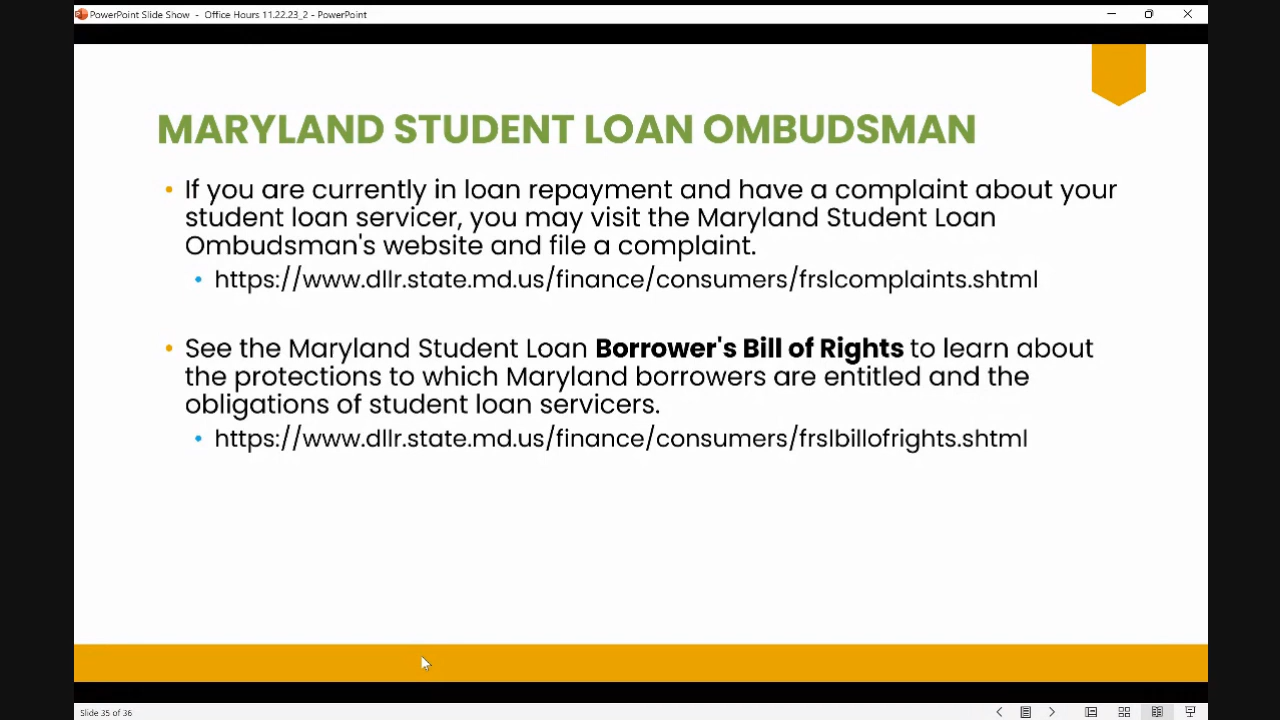 PowerPoint Slide Show - Office Hours 11.22.23_2 - PowerPoint
MARYLAND STUDENT LOAN OMBUDSMAN
• If you are currently in loan repayment and have a complaint about your
student loan servicer, you may visit the Maryland Student Loan
Ombudsman's website and file a complaint.
• https://www.dllr.state.md.us/finance/consumers/frslcomplaints.shtml
• See the Maryland Student Loan Borrower's Bill of Rights to learn about
the protections to which Maryland borrowers are entitled and the
obligations of student loan servicers.
• https://www.dllr.state.md.us/finance/consumers/frslbillofrights.shtml
Slide 35 of 36